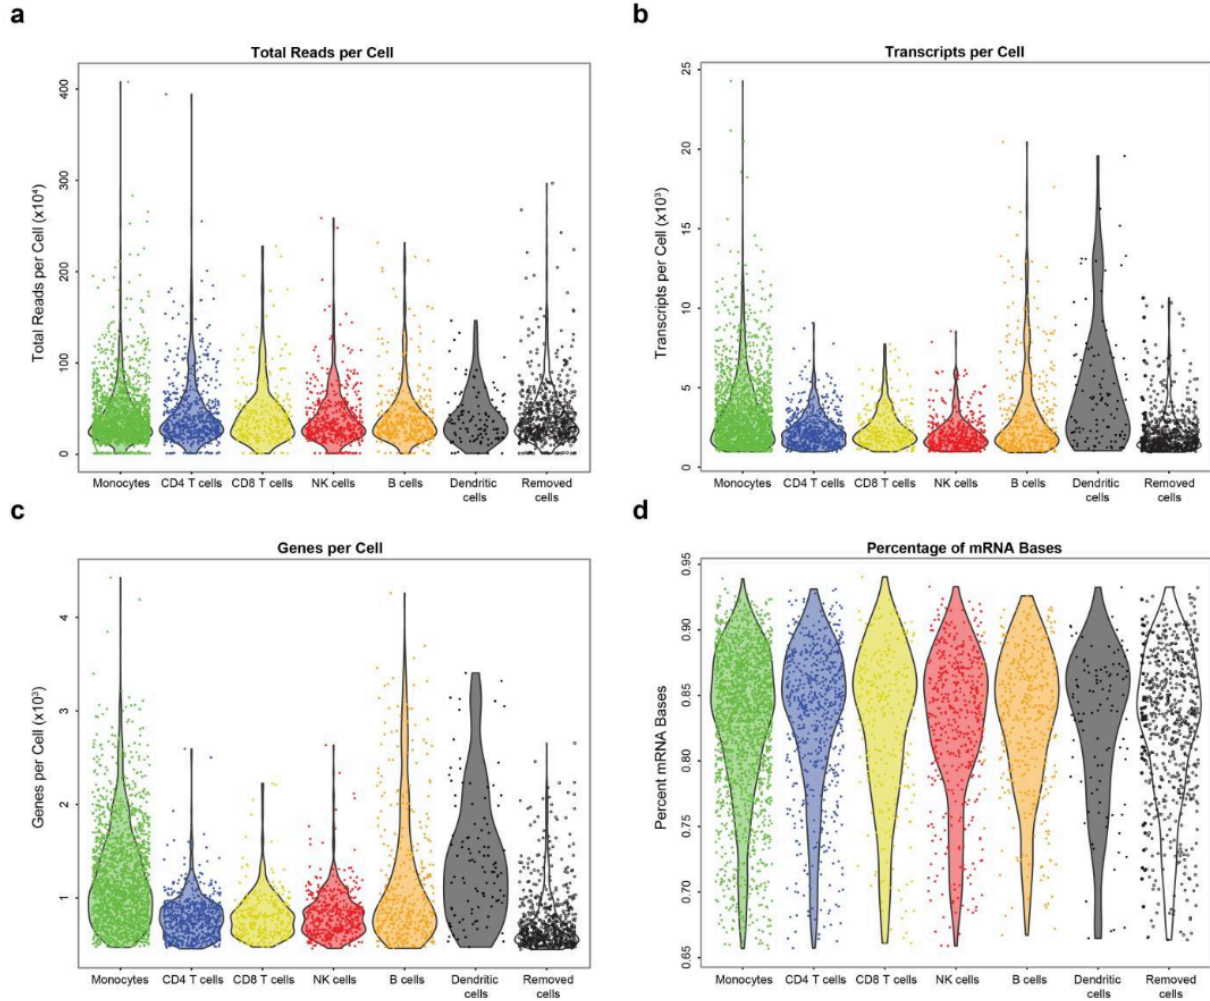 a
Total Reads per Cell
Total Reads per Cell (x10⁴)
400
300
200
100
0
Monocytes CD4 T cells CD8 T cells NK cells B cells Dendritic cells Removed cells
b
Transcripts per Cell
Transcripts per Cell (x10³)
25
20
15
10
5
0
Monocytes CD4 T cells CD8 T cells NK cells B cells Dendritic cells Removed cells
c
Genes per Cell
Genes per Cell (x10³)
4
3
2
1
Monocytes CD4 T cells CD8 T cells NK cells B cells Dendritic cells Removed cells
d
Percentage of mRNA Bases
Percent mRNA Bases
0.95
0.90
0.85
0.80
0.75
0.70
0.65
Monocytes CD4 T cells CD8 T cells NK cells B cells Dendritic cells Removed cells